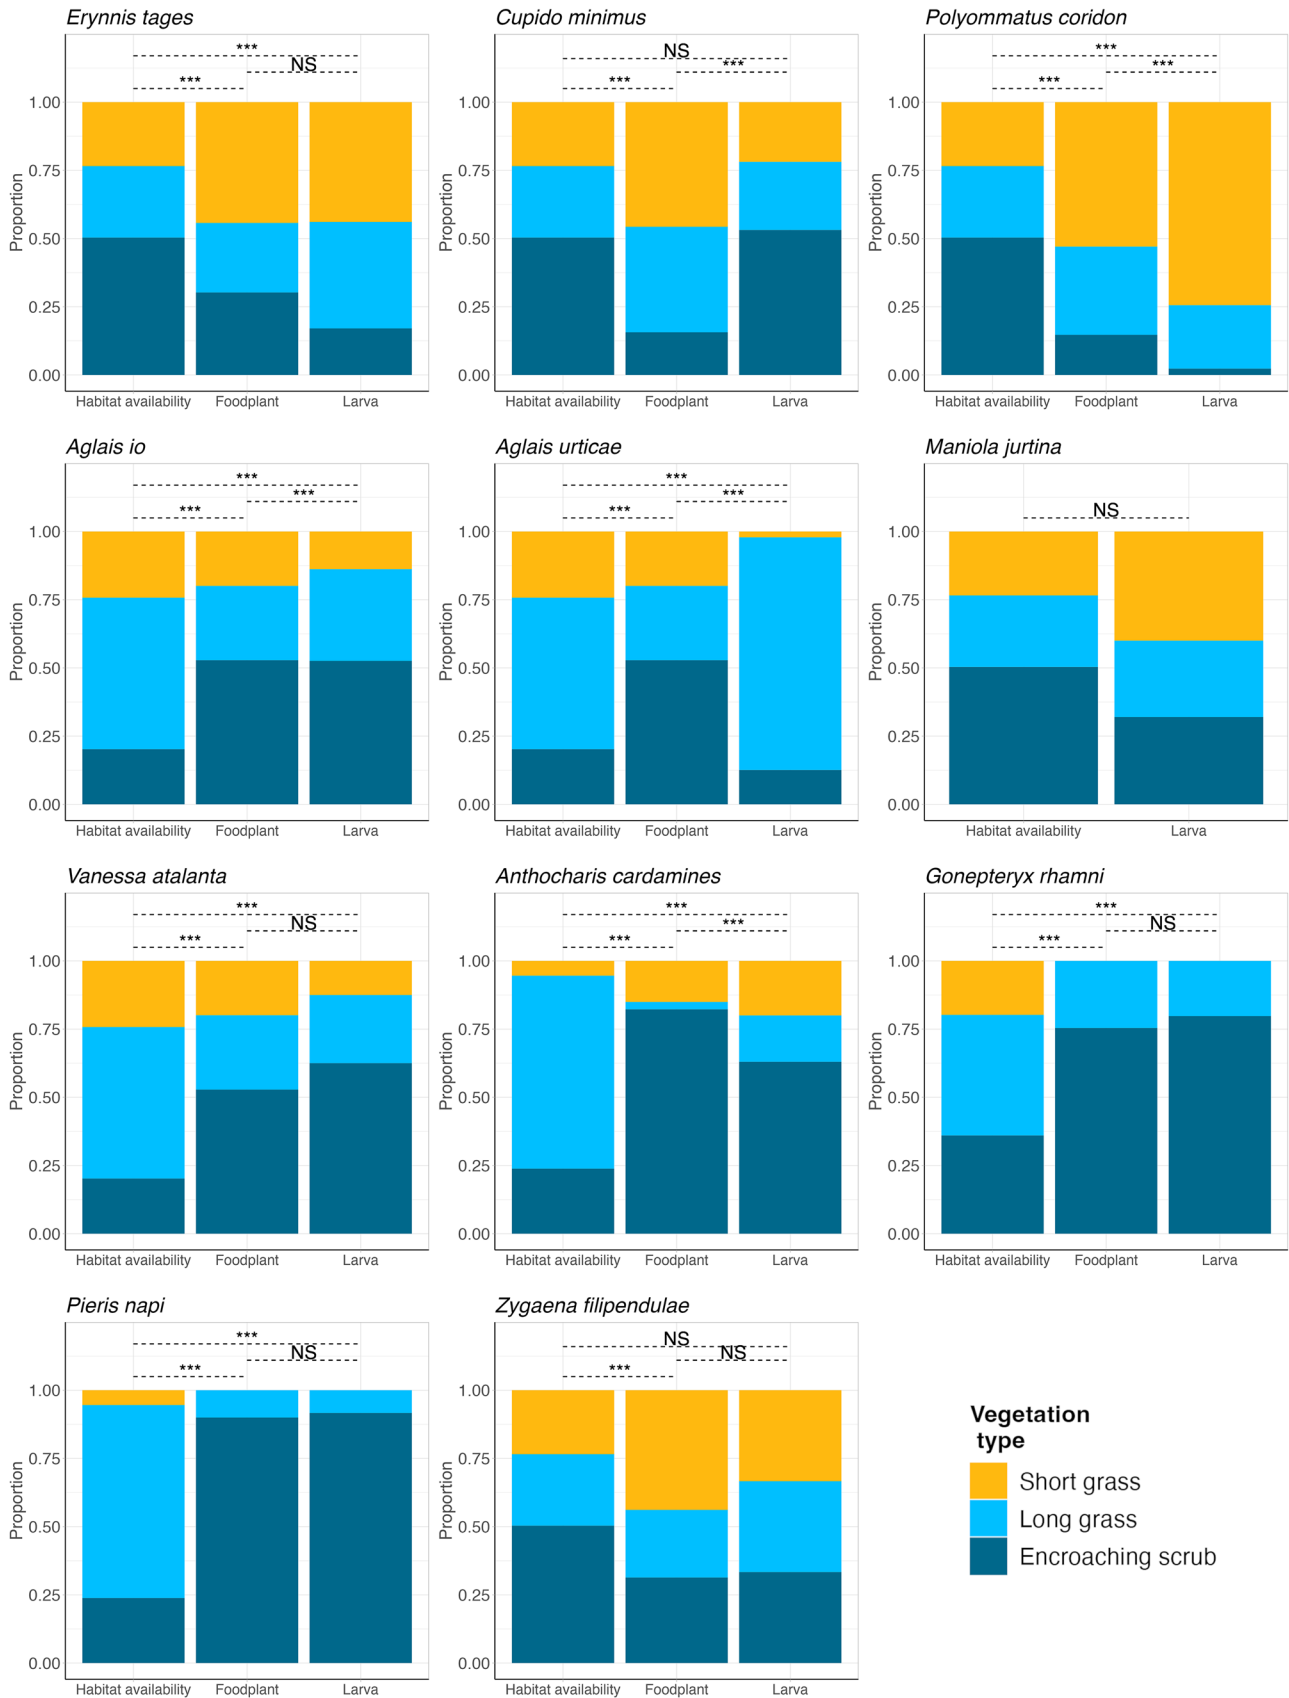 Erynnis tages
Cupido minimus
Polyommatus coridon
***
NS
***
NS
***
***
***
***
***
***
1.00
0.75
0.50
0.25
0.00
Proportion
Habitat availability Foodplant Larva
1.00
0.75
0.50
0.25
0.00
Proportion
Habitat availability Foodplant Larva
1.00
0.75
0.50
0.25
0.00
Proportion
Habitat availability Foodplant Larva
Aglais io
Aglais urticae
Maniola jurtina
***
***
***
***
***
***
NS
1.00
0.75
0.50
0.25
0.00
Proportion
Habitat availability Foodplant Larva
1.00
0.75
0.50
0.25
0.00
Proportion
Habitat availability Foodplant Larva
1.00
0.75
0.50
0.25
0.00
Proportion
Habitat availability Larva
Vanessa atalanta
Anthocharis cardamines
Gonepteryx rhamni
***
***
***
NS
***
NS
***
***
***
1.00
0.75
0.50
0.25
0.00
Proportion
Habitat availability Foodplant Larva
1.00
0.75
0.50
0.25
0.00
Proportion
Habitat availability Foodplant Larva
1.00
0.75
0.50
0.25
0.00
Proportion
Habitat availability Foodplant Larva
Pieris napi
Zygaena filipendulae
***
NS
NS
NS
***
***
1.00
0.75
0.50
0.25
0.00
Proportion
Habitat availability Foodplant Larva
1.00
0.75
0.50
0.25
0.00
Proportion
Habitat availability Foodplant Larva
Vegetation
type
Short grass
Long grass
Encroaching scrub